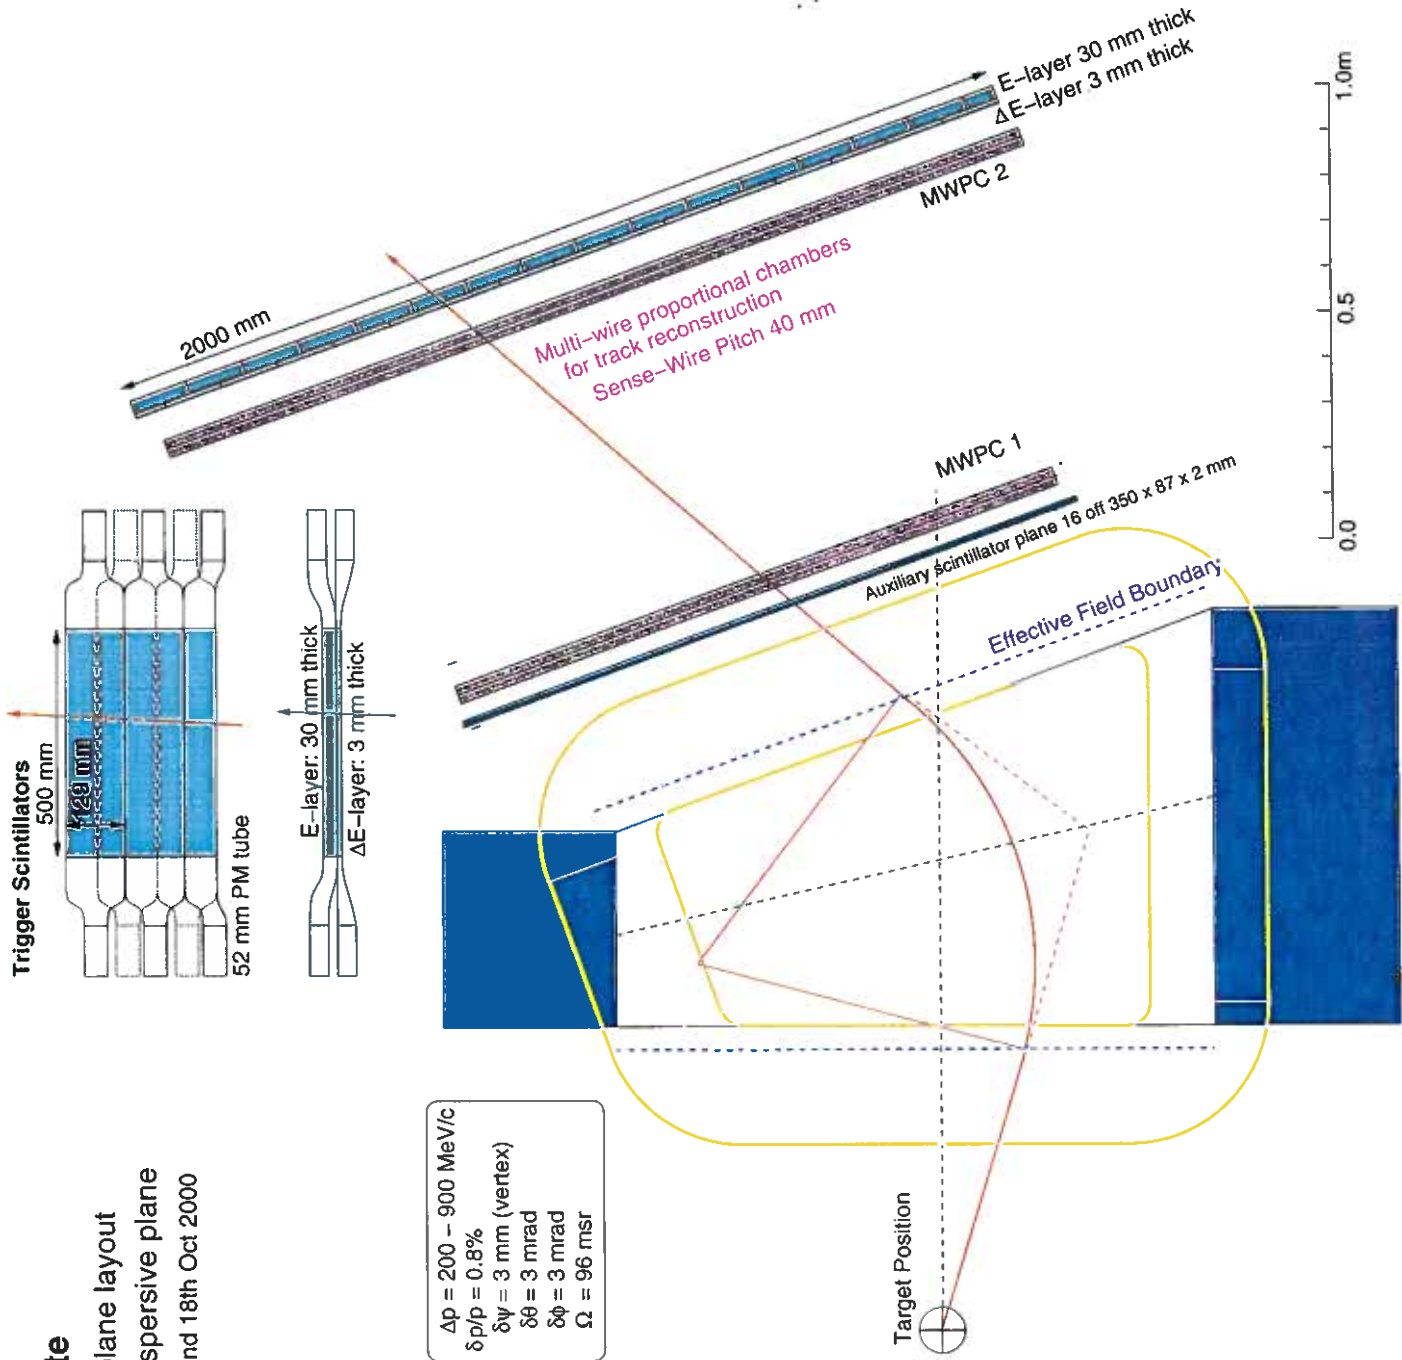 te
plane layout
spersive plane
nd 18th Oct 2000
Trigger Scintillators
500 mm
129 mm
52 mm PM tube
E–layer: 30 mm thick
ΔE–layer: 3 mm thick
2000 mm
E–layer 30 mm thick
ΔE–layer 3 mm thick
MWPC 2
Multi–wire proportional chambers
for track reconstruction
Sense–Wire Pitch 40 mm
MWPC 1
Auxiliary scintillator plane 16 off 350 x 87 x 2 mm
Effective Field Boundary
0.0
0.5
1.0m
Δp = 200 – 900 MeV/c
δp/p = 0.8%
δψ = 3 mm (vertex)
δθ = 3 mrad
δϕ = 3 mrad
Ω = 96 msr
Target Position